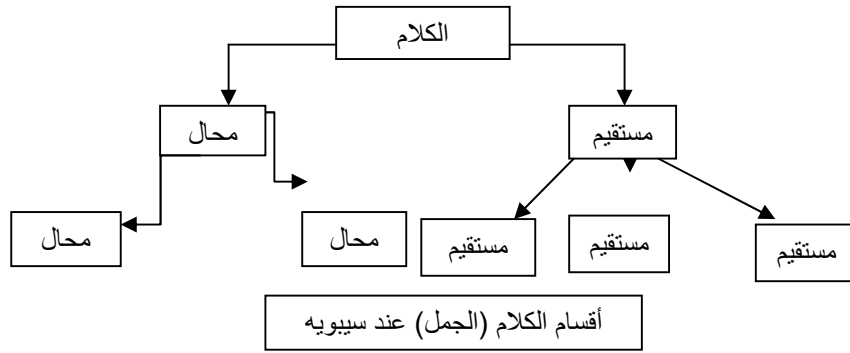 الكلام
مستقيم
محال
مستقيم
مستقيم
مستقيم
محال
محال
أقسام الكلام (الجمل) عند سيبويه